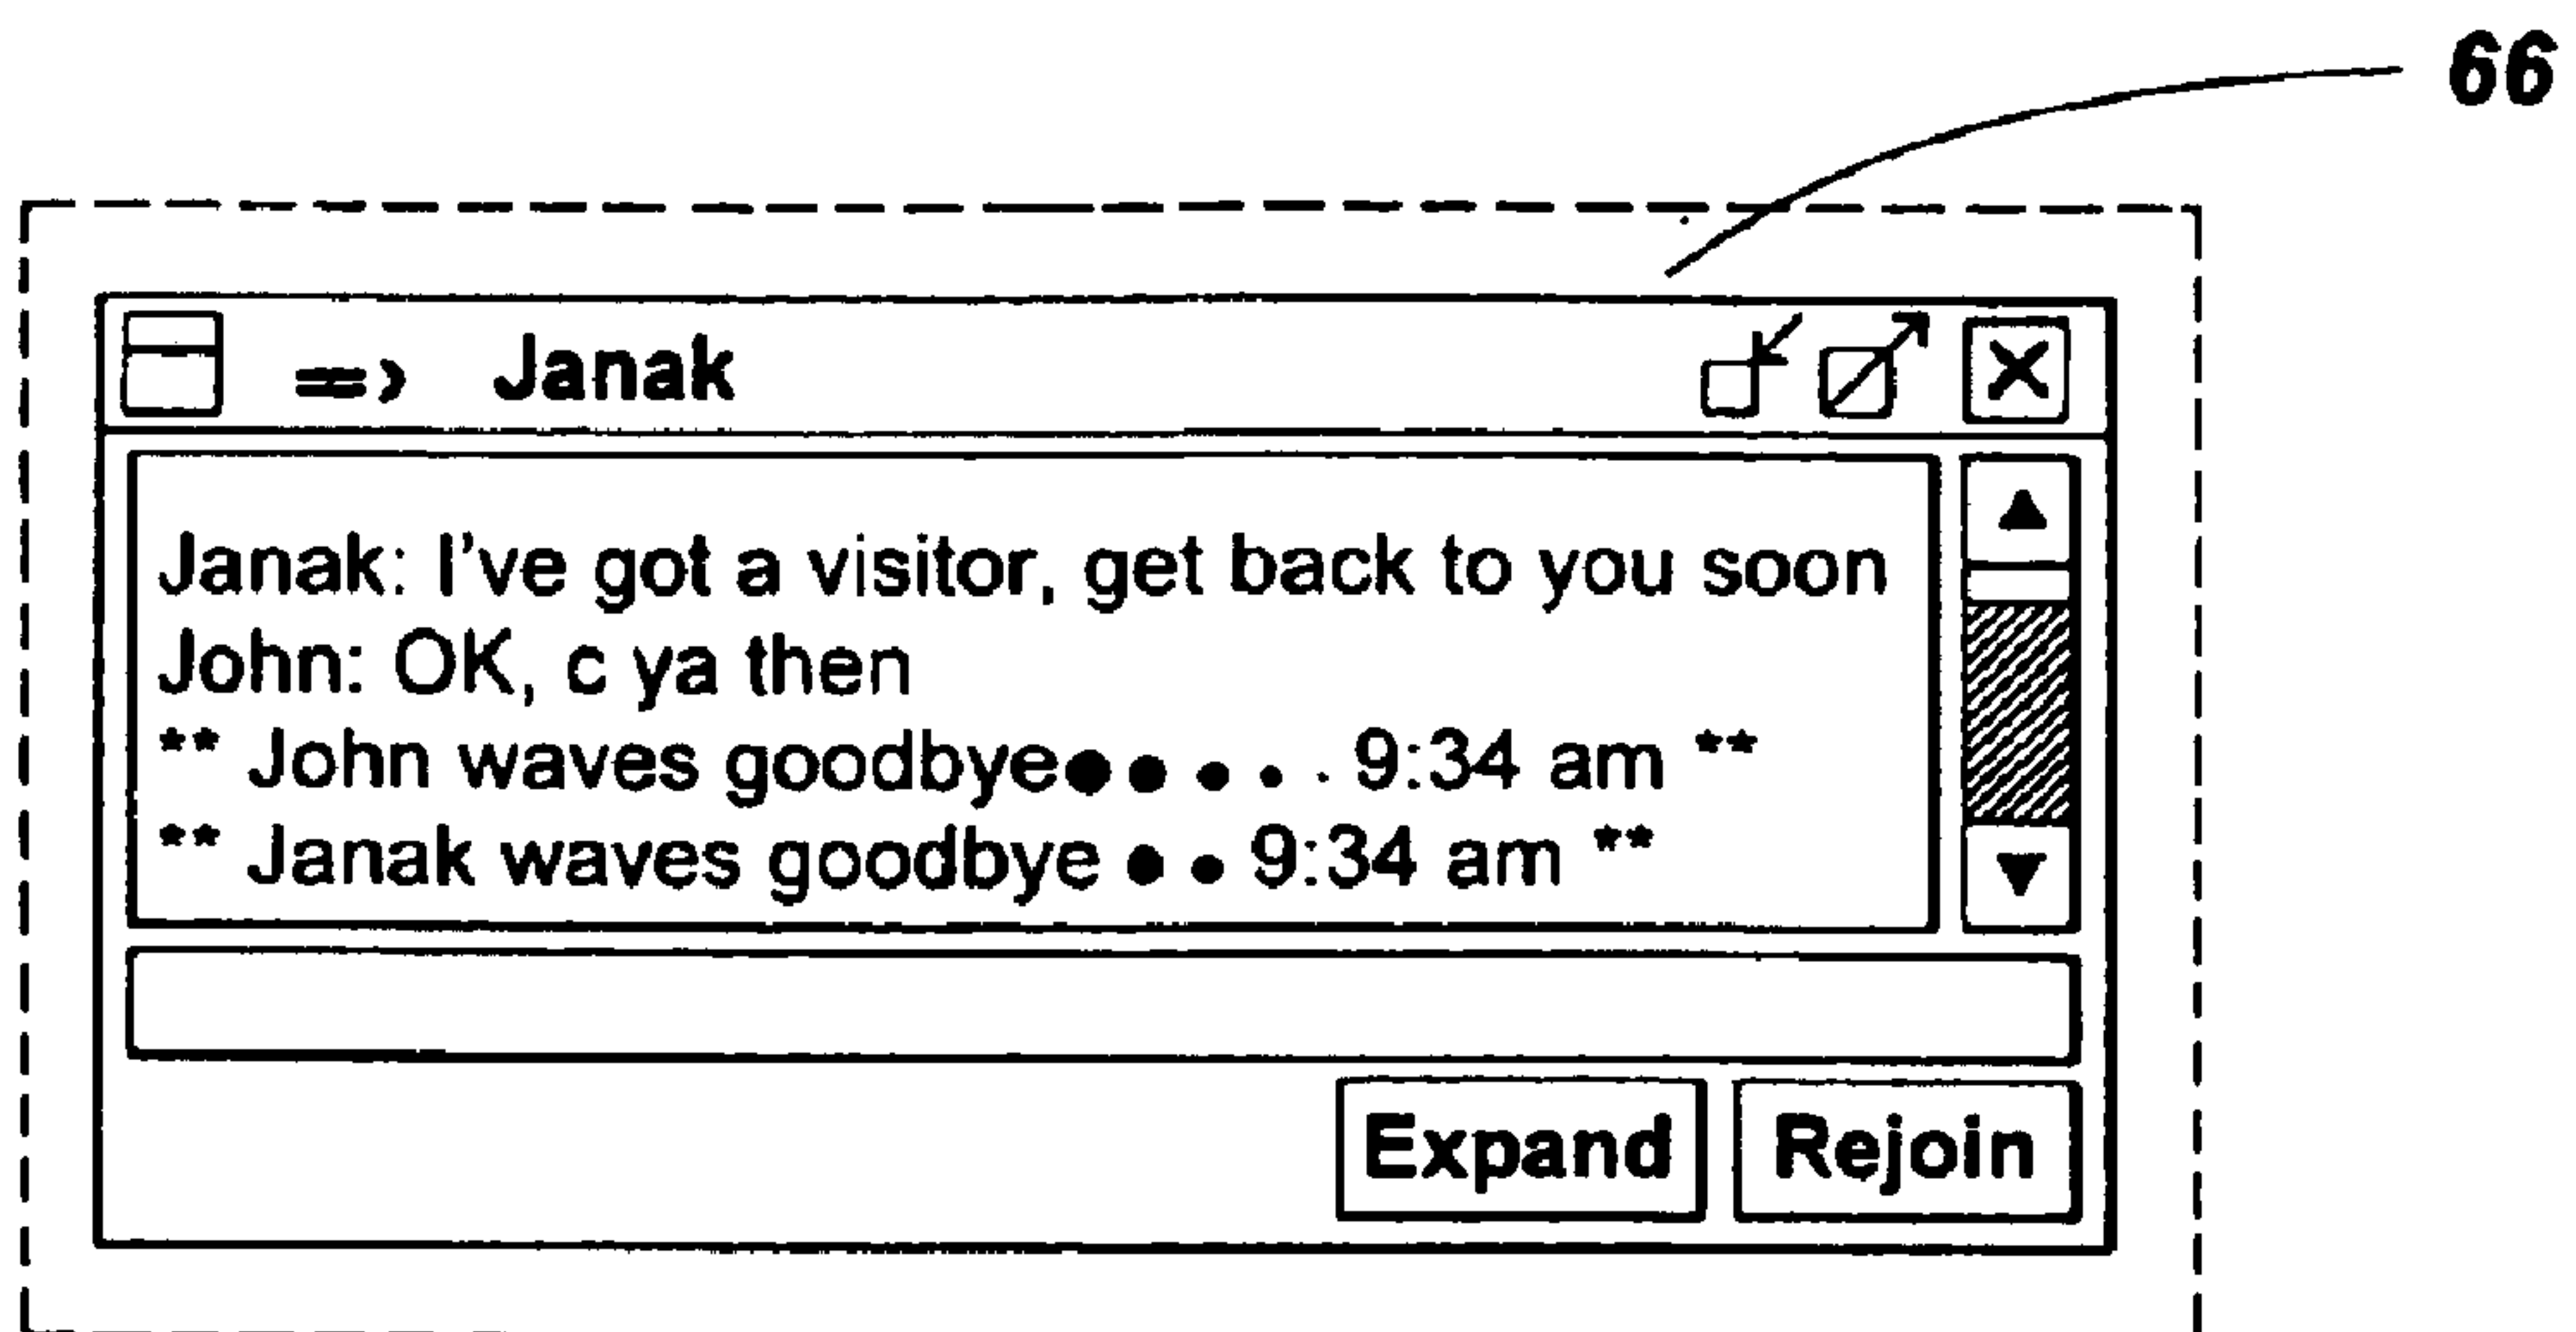 66
=› Janak
Janak: I've got a visitor, get back to you soon
John: OK, c ya then
** John waves goodbye●●••· 9:34 am **
** Janak waves goodbye •• 9:34 am **
Expand Rejoin